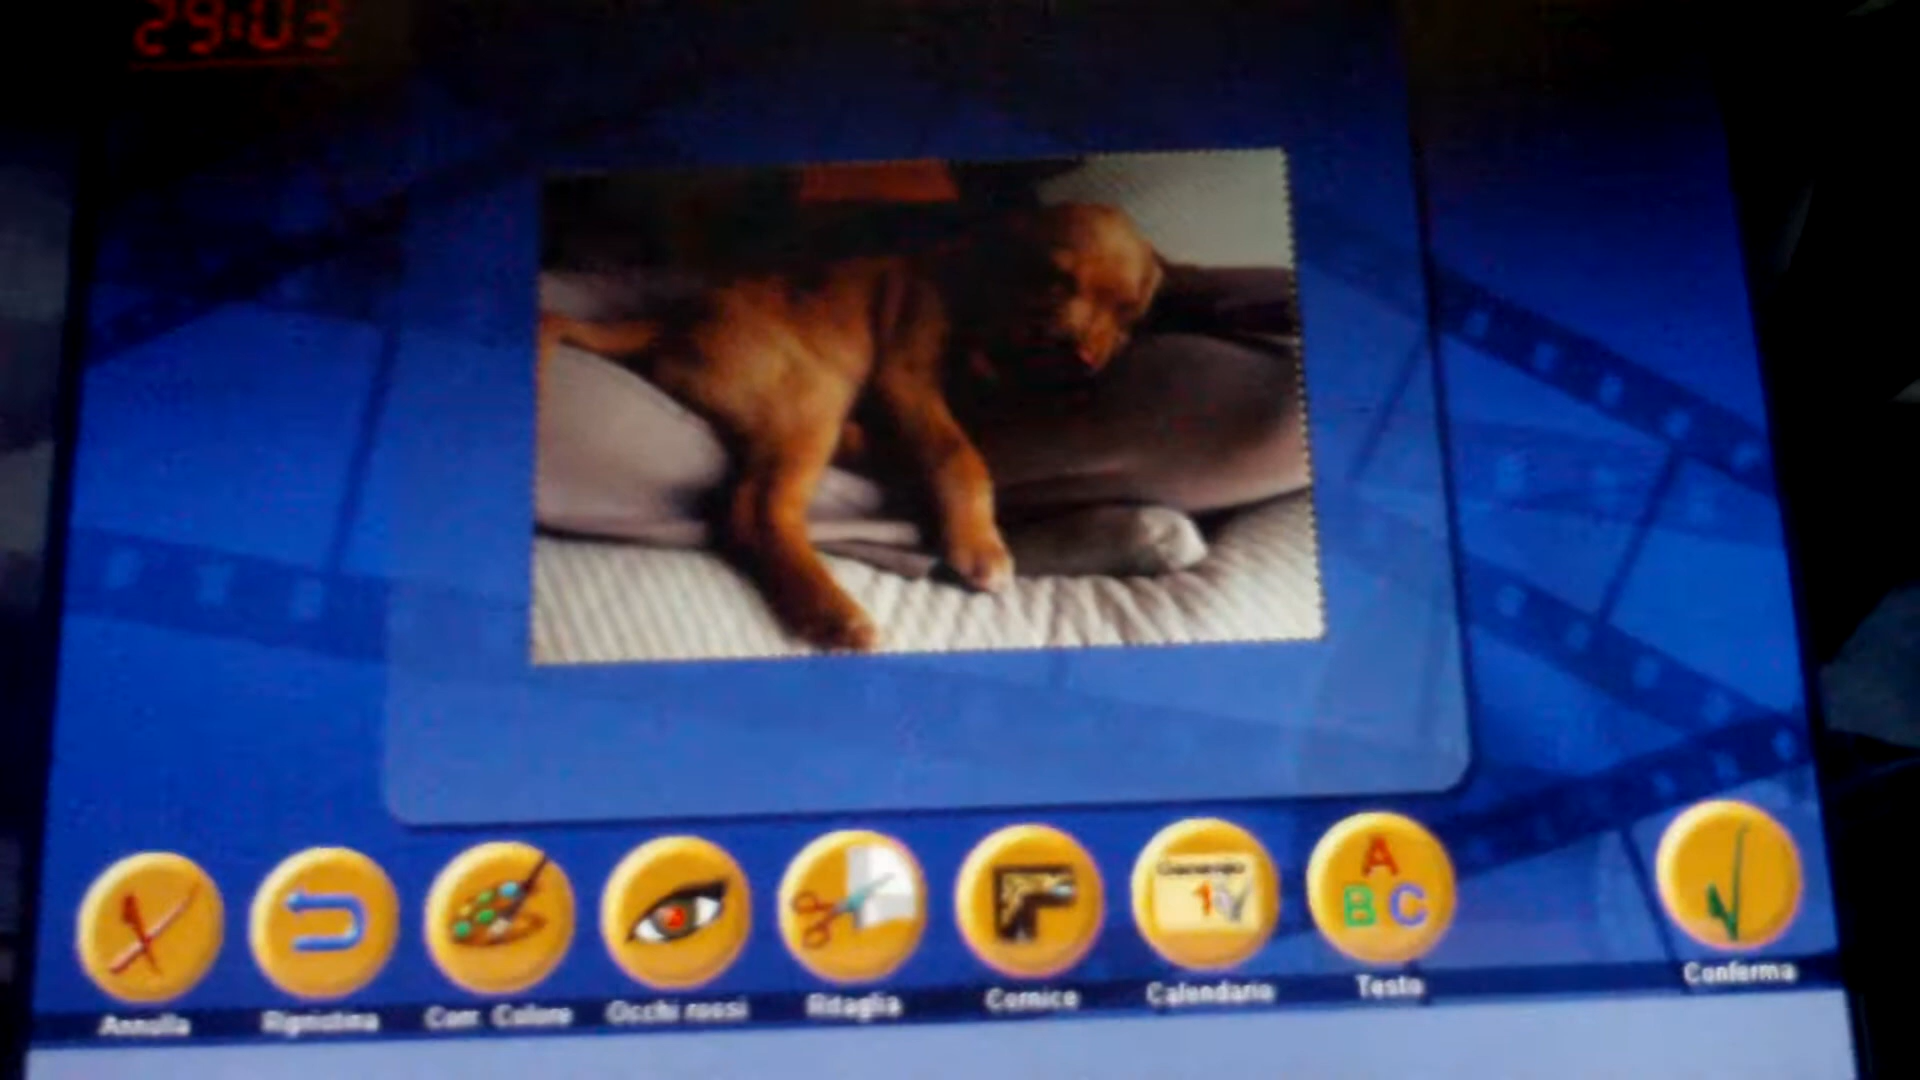 29:03
Annulla
Ripristina
Corr. Colore
Occhi rossi
Ritaglia
Cornice
Calendario
Testo
Conferma
A
B C